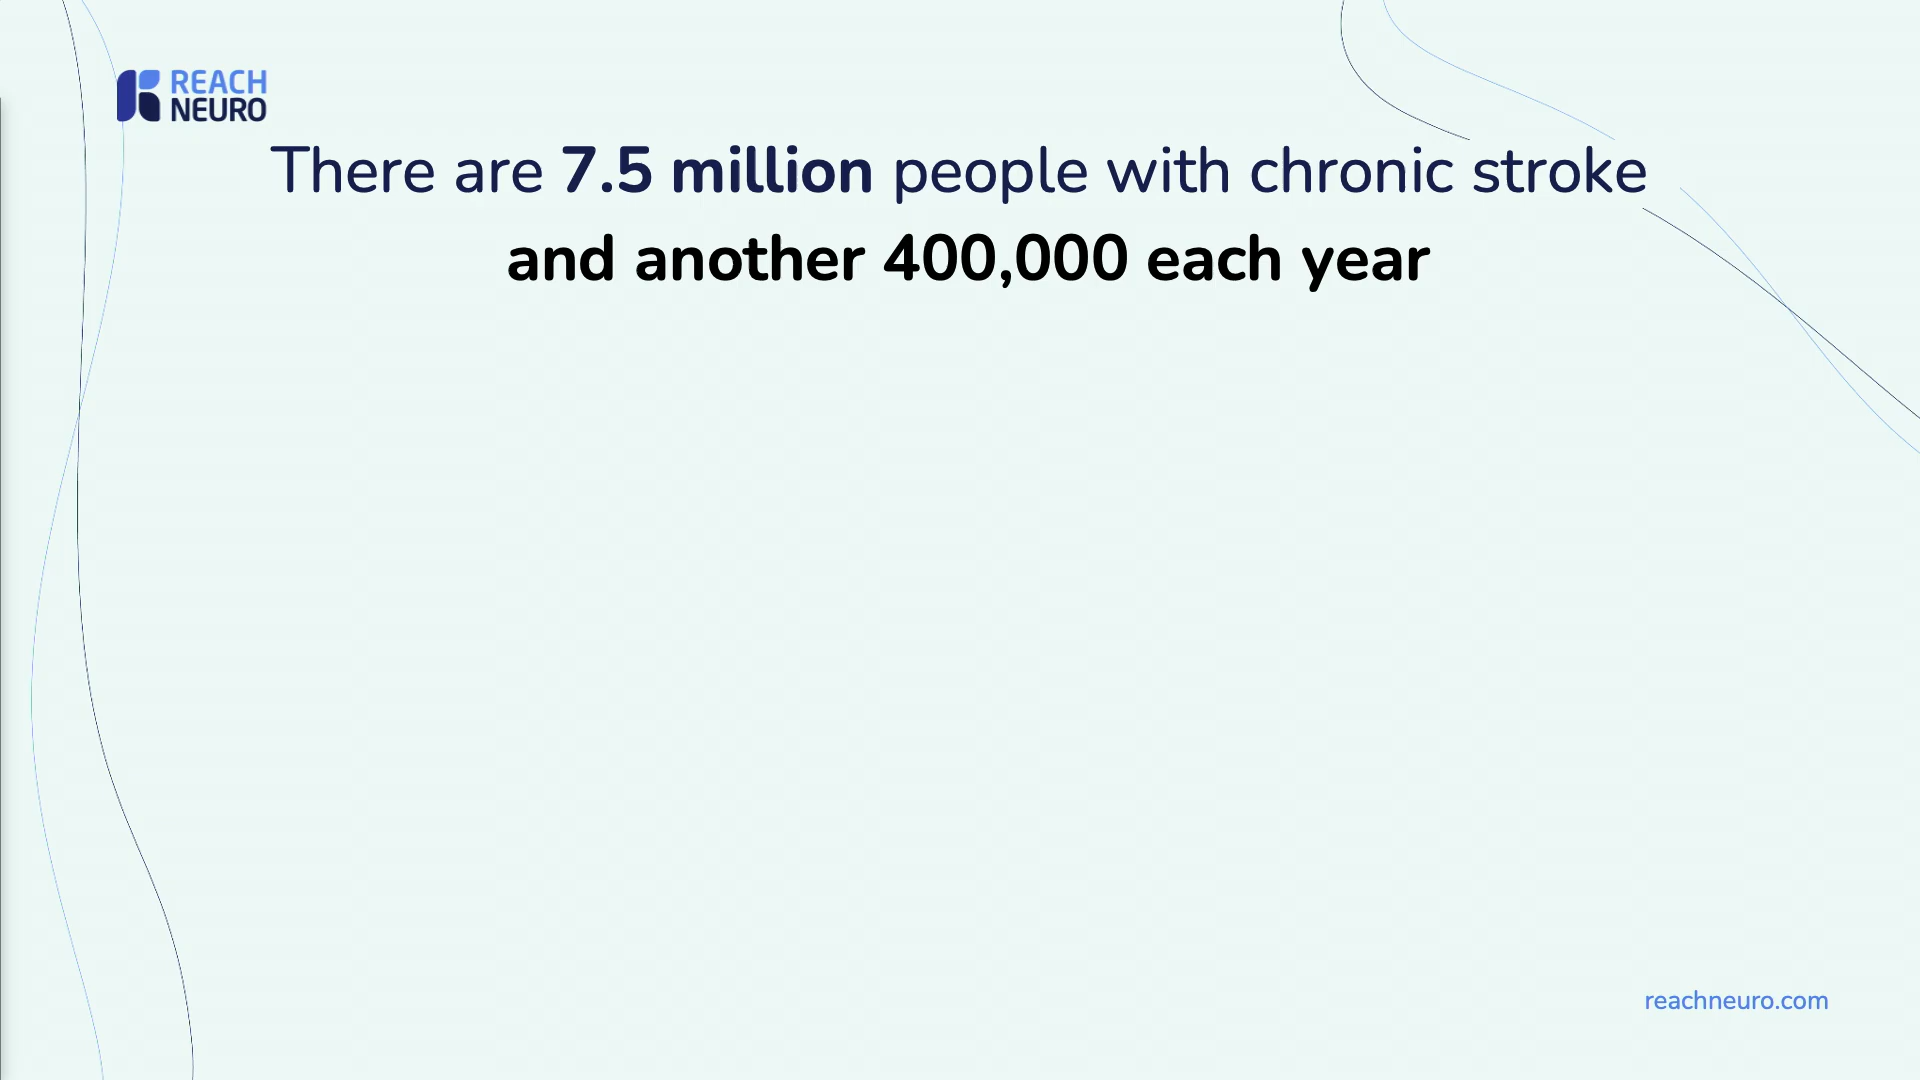 REACH
NEURO
There are 7.5 million people with chronic stroke
and another 400,000 each year
reachneuro.com